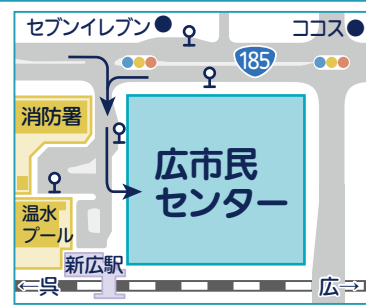 セブンイレブン
ココス
185
消防署
広市民
センター
温水
プール
新広駅
←呉
広→